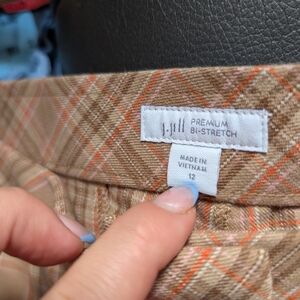 J.Jill PREMIUM
BI-STRETCH
MADE IN
VIETNAM
12